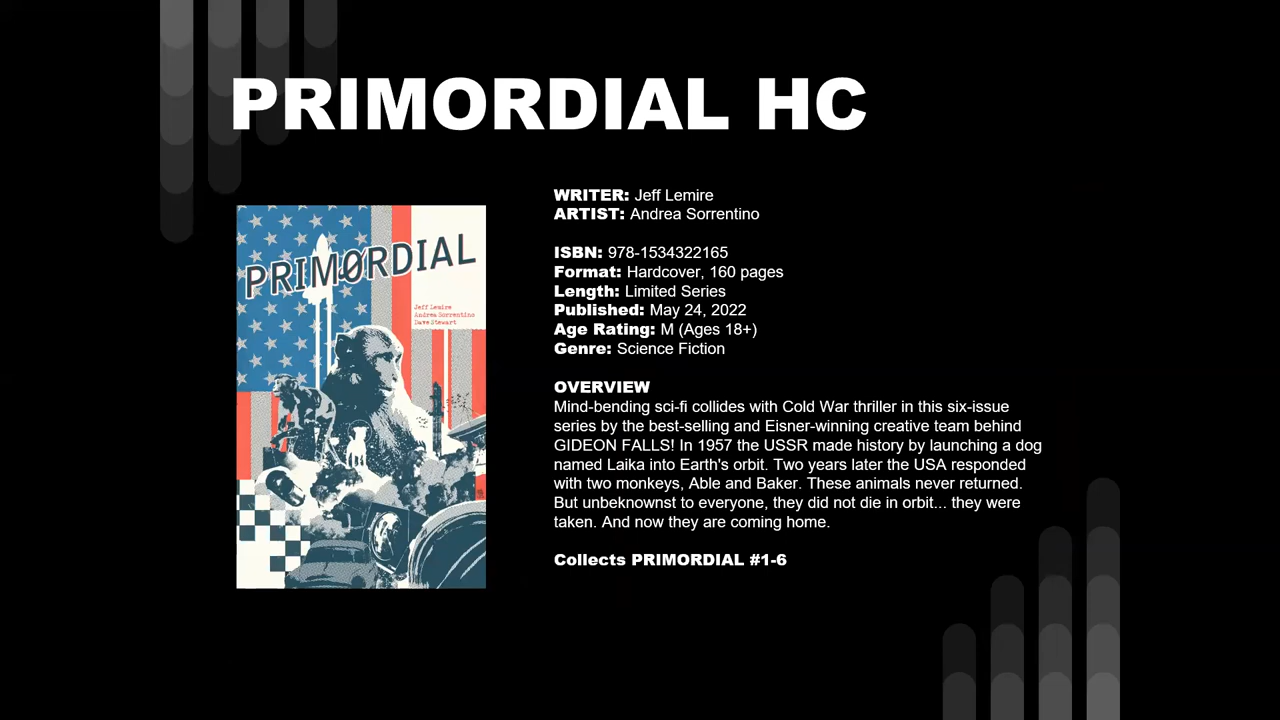 PRIMORDIAL HC
PRIMORDIAL
Jeff Lemire
Andrea Sorrentino
Dave Stewart
WRITER: Jeff Lemire
ARTIST: Andrea Sorrentino
ISBN: 978-1534322165
Format: Hardcover, 160 pages
Length: Limited Series
Published: May 24, 2022
Age Rating: M (Ages 18+)
Genre: Science Fiction
OVERVIEW
Mind-bending sci-fi collides with Cold War thriller in this six-issue
series by the best-selling and Eisner-winning creative team behind
GIDEON FALLS! In 1957 the USSR made history by launching a dog
named Laika into Earth's orbit. Two years later the USA responded
with two monkeys, Able and Baker. These animals never returned.
But unbeknownst to everyone, they did not die in orbit... they were
taken. And now they are coming home.
Collects PRIMORDIAL #1-6